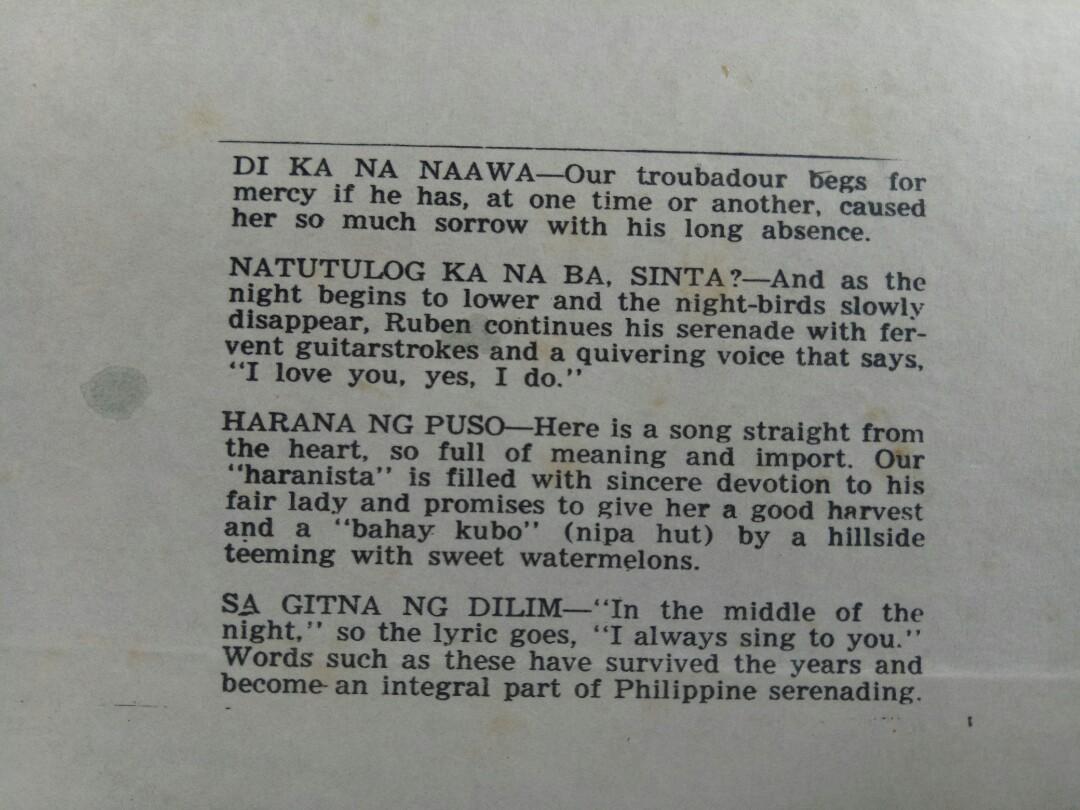 DI KA NA NAAWA—Our troubadour begs for
mercy if he has, at one time or another, caused
her so much sorrow with his long absence.
NATUTULOG KA NA BA, SINTA?—And as the
night begins to lower and the night-birds slowly
disappear, Ruben continues his serenade with fer-
vent guitarstrokes and a quivering voice that says,
"I love you, yes, I do."
HARANA NG PUSO—Here is a song straight from
the heart, so full of meaning and import. Our
"haranista" is filled with sincere devotion to his
fair lady and promises to give her a good harvest
and a "bahay kubo" (nipa hut) by a hillside
teeming with sweet watermelons.
SA GITNA NG DILIM—"In the middle of the
night," so the lyric goes, "I always sing to you."
Words such as these have survived the years and
become an integral part of Philippine serenading.